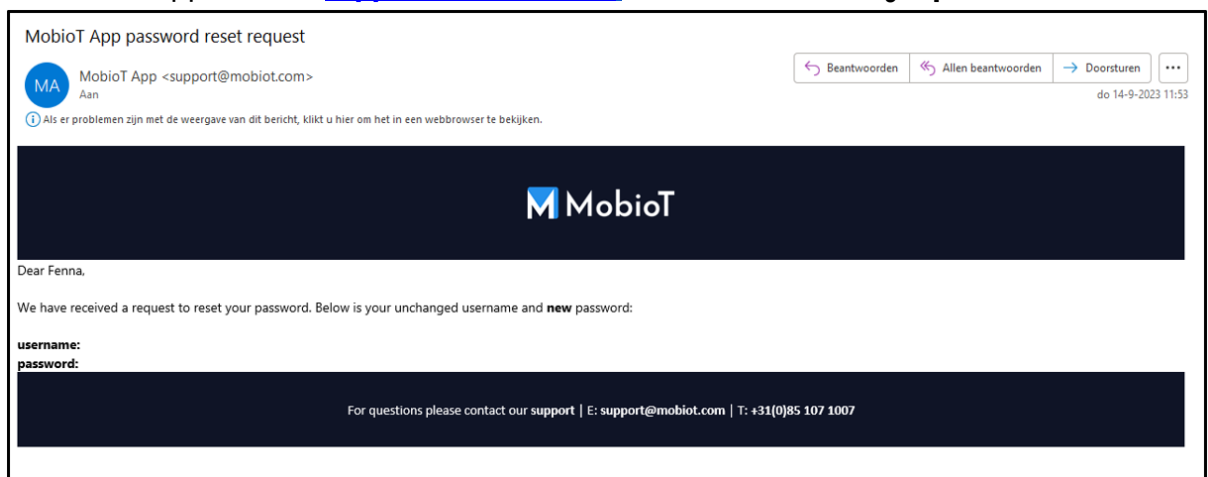 MobioT App password reset request
MA
MobioT App <support@mobiot.com>
Aan
Beantwoorden
Allen beantwoorden
Doorsturen
do 14-9-2023 11:53
Als er problemen zijn met de weergave van dit bericht, klikt u hier om het in een webbrowser te bekijken.
MobioT
Dear Fenna,
We have received a request to reset your password. Below is your unchanged username and new password:
username:
password:
For questions please contact our support | E: support@mobiot.com | T: +31(0)85 107 1007